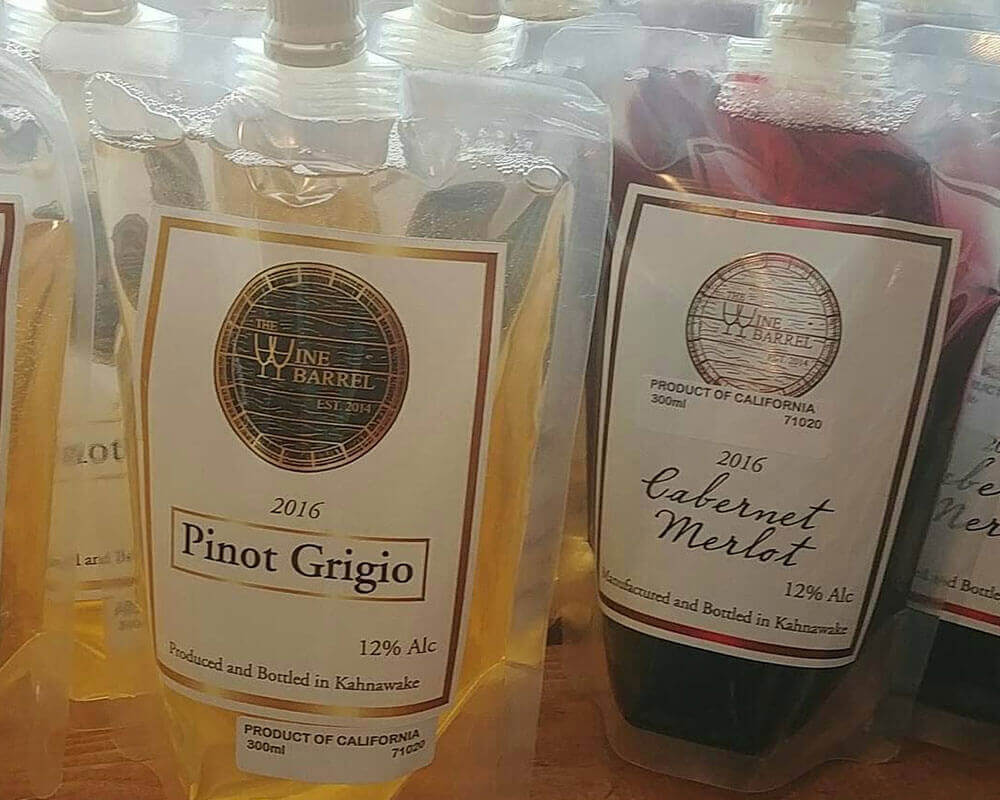 THE
WINE
BARREL
EST. 2014
2016
Pinot Grigio
12% Alc
Produced and Bottled in Kahnawake
PRODUCT OF CALIFORNIA
300ml 71020
THE
WINE
BARREL
EST. 2014
PRODUCT OF CALIFORNIA
300ml 71020
2016
Cabernet
Merlot
12% Alc
Manufactured and Bottled in Kahnawake